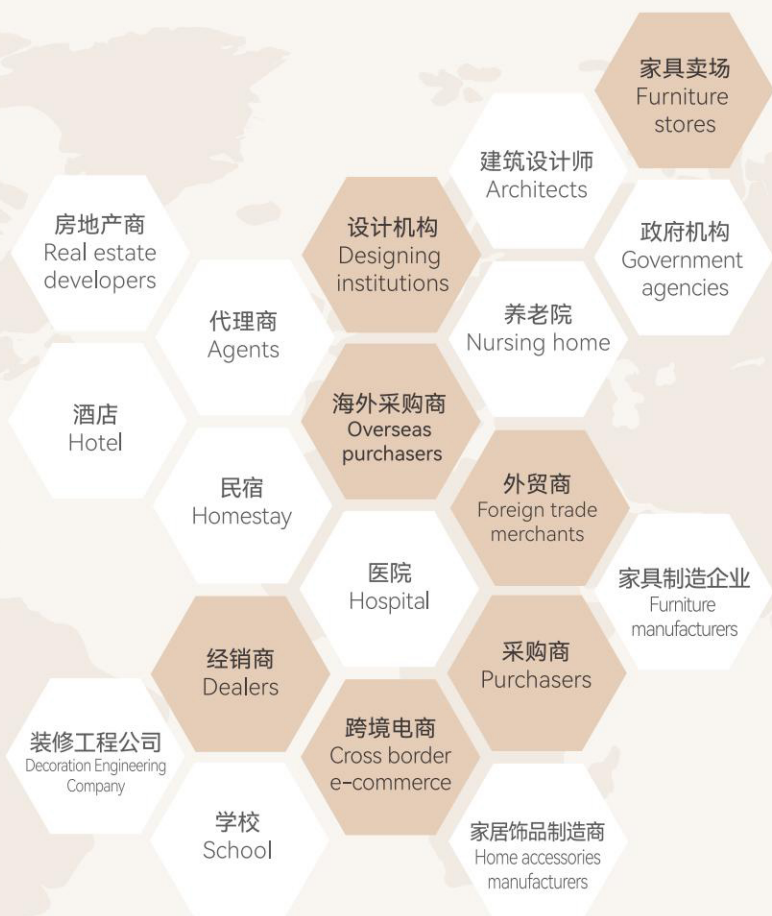 家具卖场
Furniture
stores
建筑设计师
Architects
房地产商
Real estate
developers
设计机构
Designing
institutions
政府机构
Government
agencies
代理商
Agents
养老院
Nursing home
酒店
Hotel
海外采购商
Overseas
purchasers
民宿
Homestay
外贸商
Foreign trade
merchants
医院
Hospital
家具制造企业
Furniture
manufacturers
经销商
Dealers
采购商
Purchasers
装修工程公司
Decoration Engineering
Company
跨境电商
Cross border
e-commerce
学校
School
家居饰品制造商
Home accessories
manufacturers